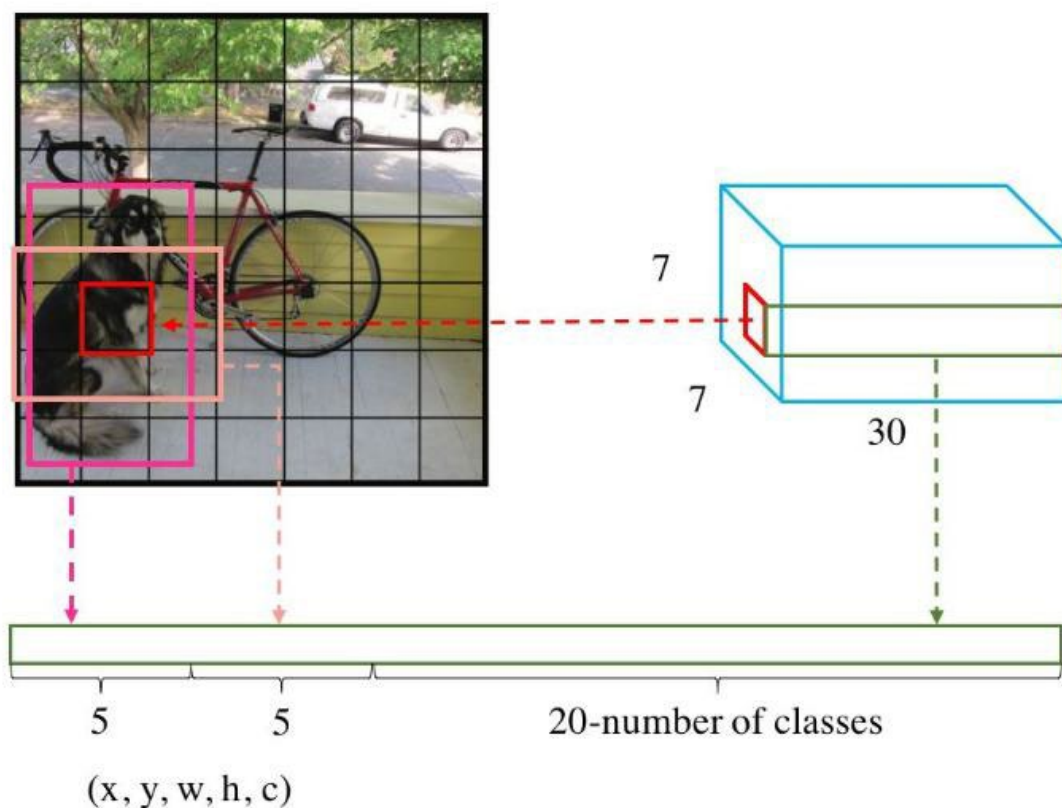 7
7
30
5
5
20-number of classes
(x, y, w, h, c)